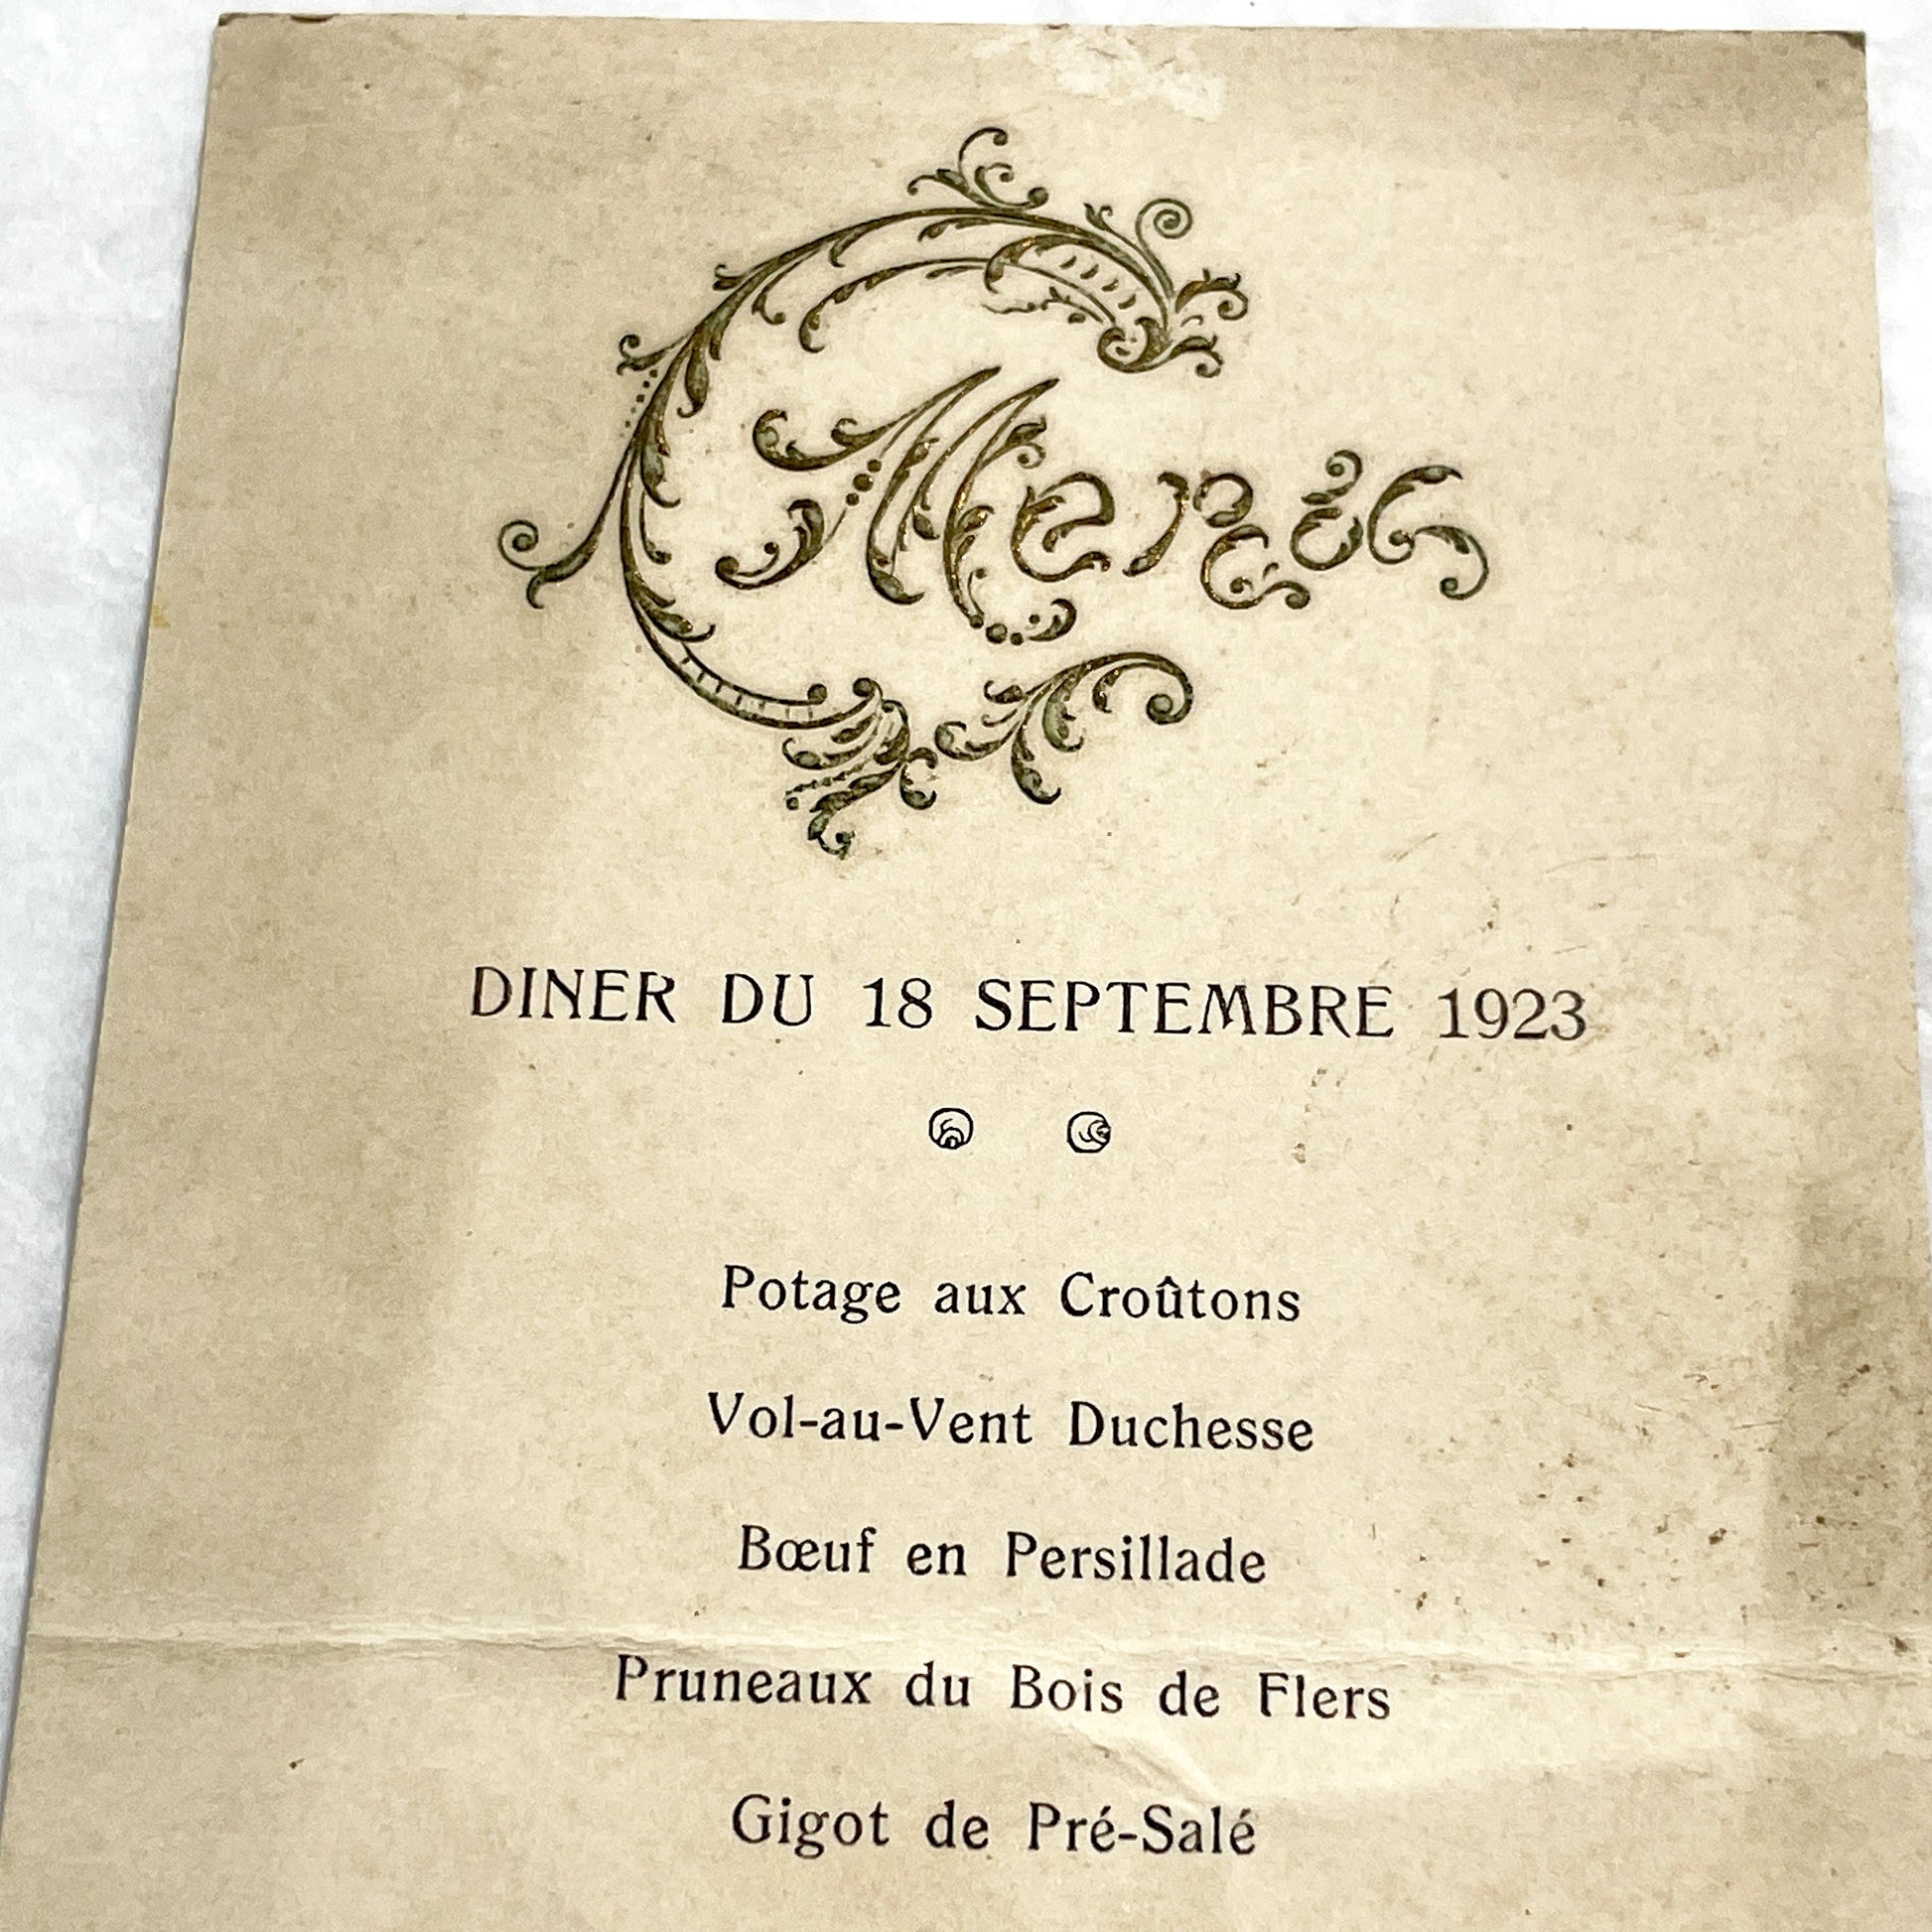 Menu
DINER DU 18 SEPTEMBRE 1923
Potage aux Croûtons
Vol-au-Vent Duchesse
Bœuf en Persillade
Pruneaux du Bois de Flers
Gigot de Pré-Salé